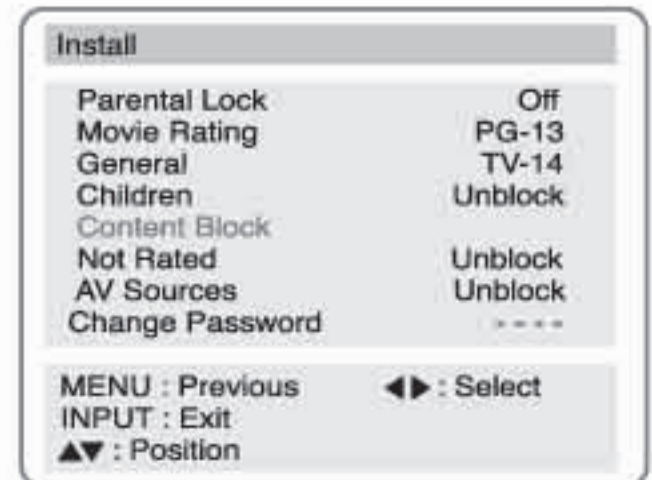 Install
Parental Lock Off
Movie Rating PG-13
General TV-14
Children Unblock
Content Block
Not Rated Unblock
AV Sources Unblock
Change Password - - - -
MENU : Previous ◀▶ : Select
INPUT : Exit
▲▼ : Position